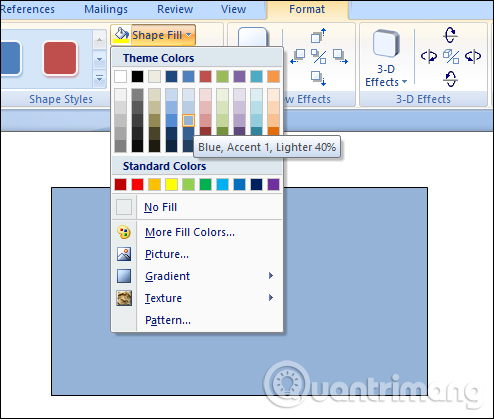 References Mailings Review View Format
Shape Fill
Theme Colors
Shape Styles
3-D
Effects
3-D Effects
Effects
Blue, Accent 1, Lighter 40%
Standard Colors
No Fill
More Fill Colors...
Picture...
Gradient
Texture
Pattern...
Quantrimang